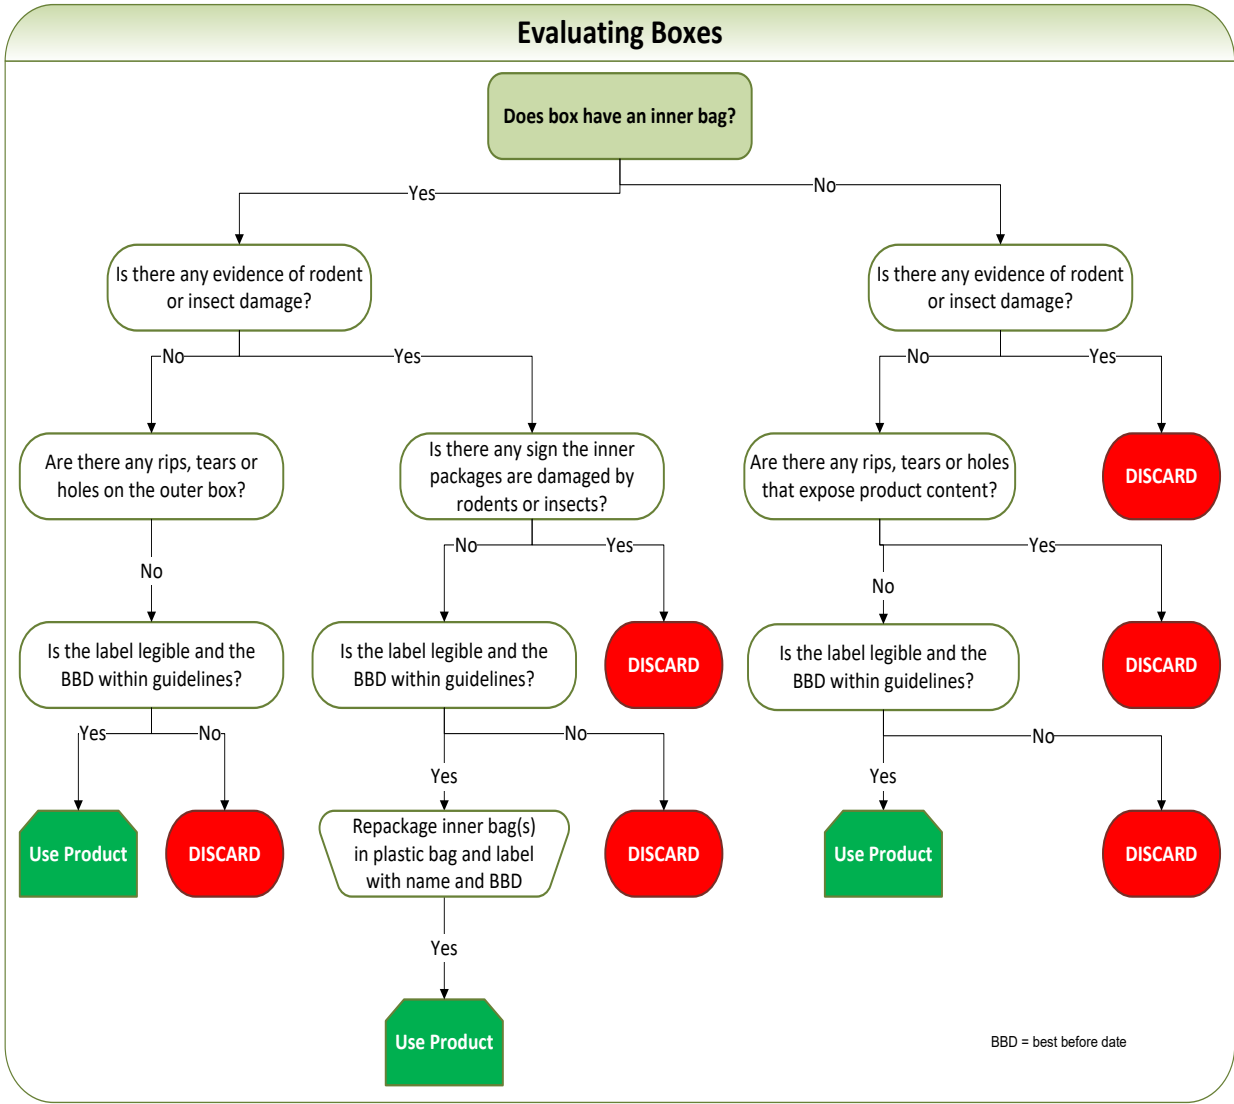 Evaluating Boxes
Does box have an inner bag?
Yes
No
Is there any evidence of rodent
or insect damage?
Is there any evidence of rodent
or insect damage?
No
Yes
No
Yes
Are there any rips, tears or
holes on the outer box?
Is there any sign the inner
packages are damaged by
rodents or insects?
Are there any rips, tears or holes
that expose product content?
DISCARD
No
No
Yes
No
Yes
Is the label legible and the
BBD within guidelines?
Is the label legible and the
BBD within guidelines?
DISCARD
Is the label legible and the
BBD within guidelines?
DISCARD
Yes
No
Yes
No
Yes
No
Use Product
DISCARD
Repackage inner bag(s)
in plastic bag and label
with name and BBD
DISCARD
Use Product
DISCARD
Yes
Use Product
BBD = best before date